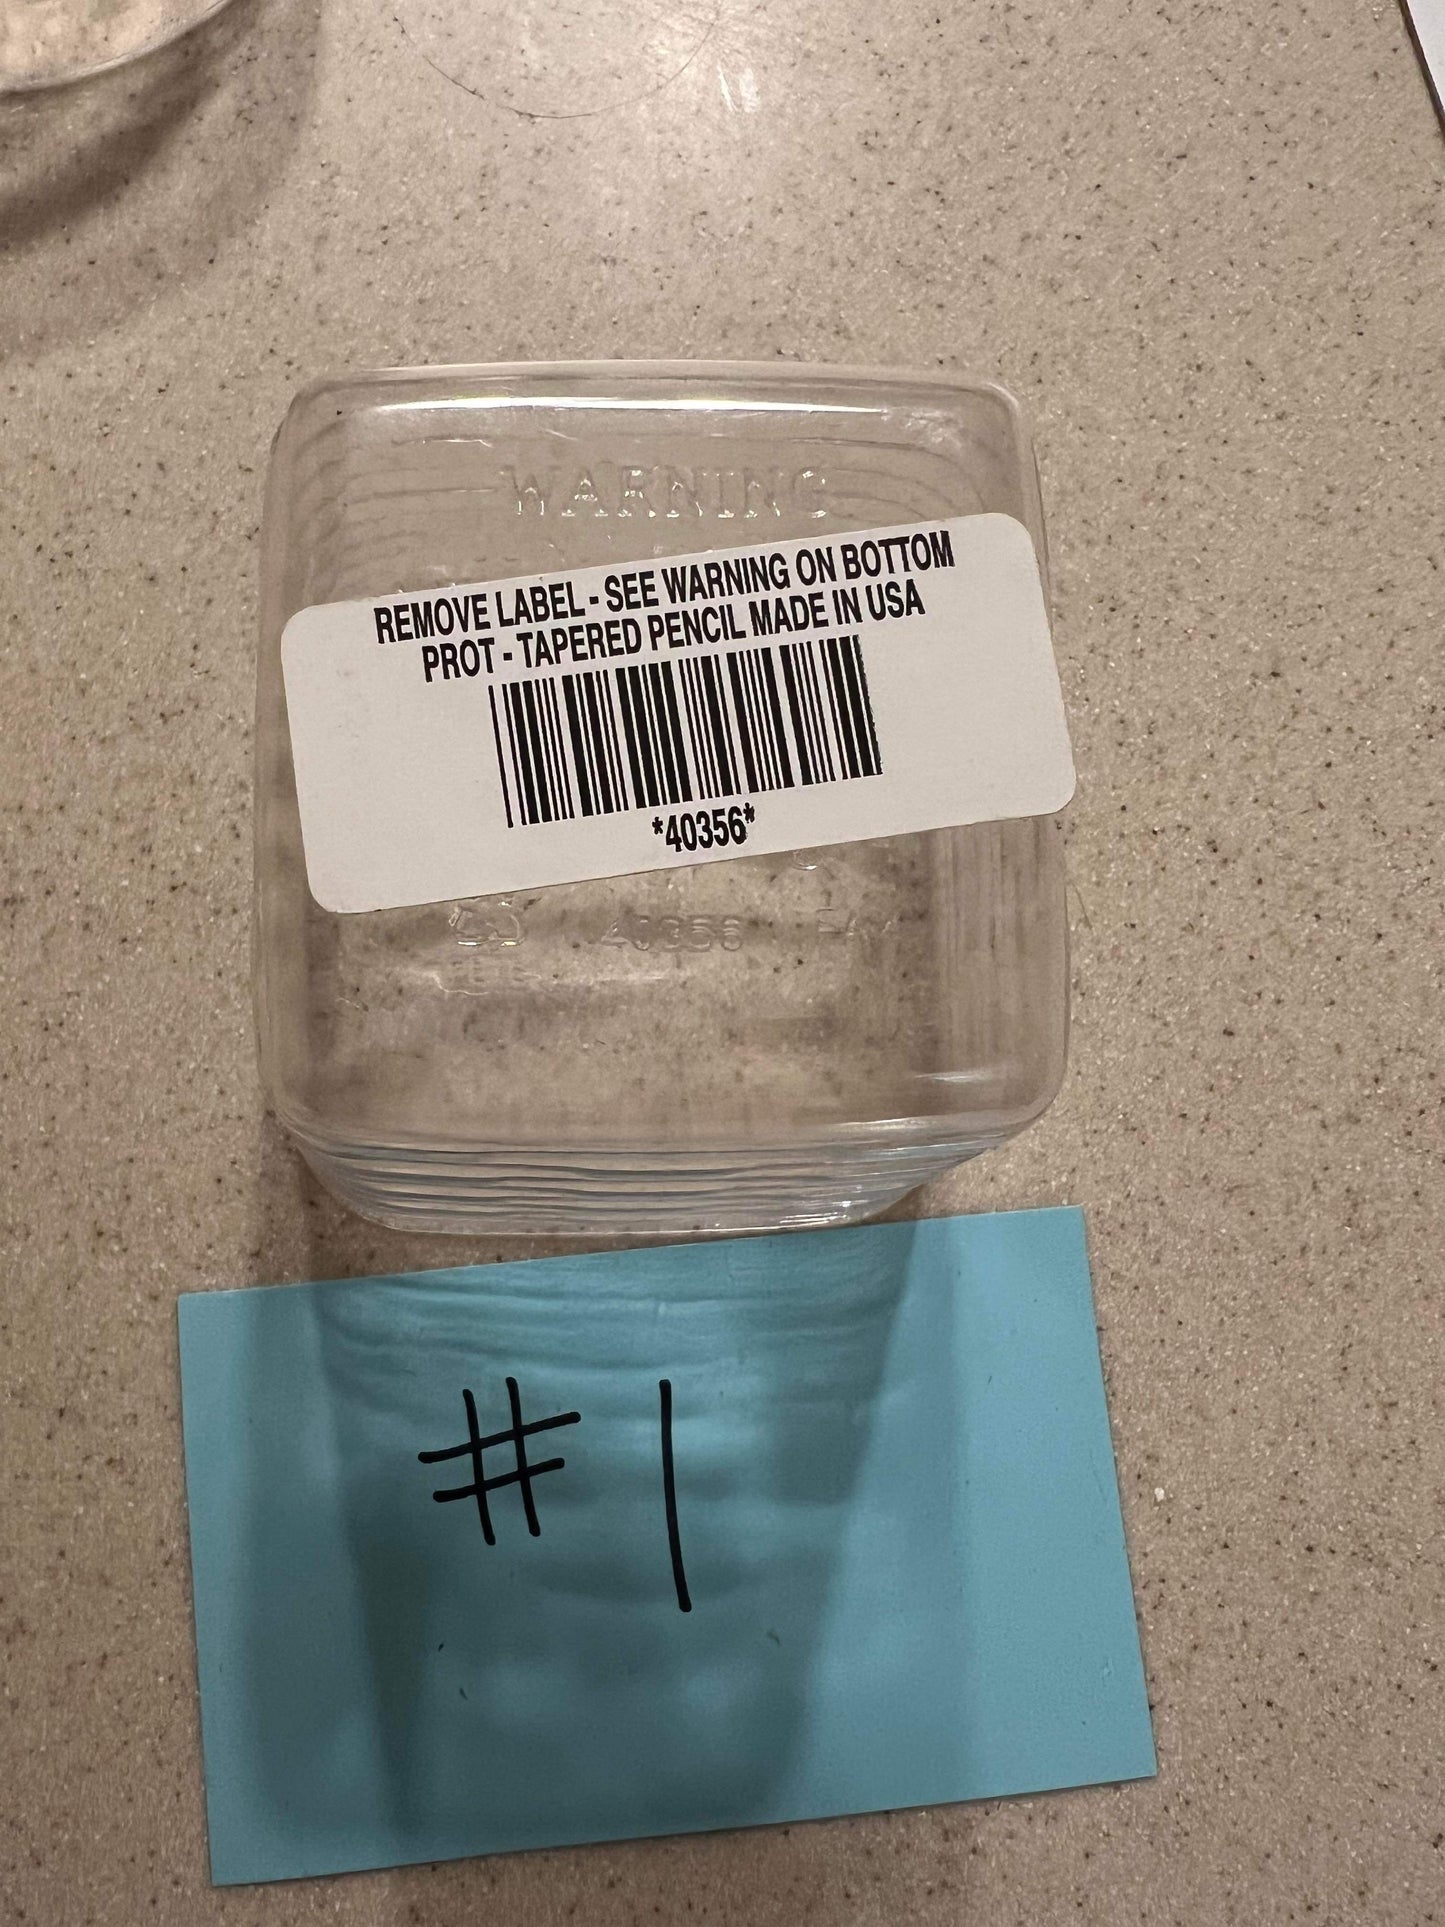 WARNING
REMOVE LABEL - SEE WARNING ON BOTTOM
PROT - TAPERED PENCIL MADE IN USA
*40356*
40356
#1